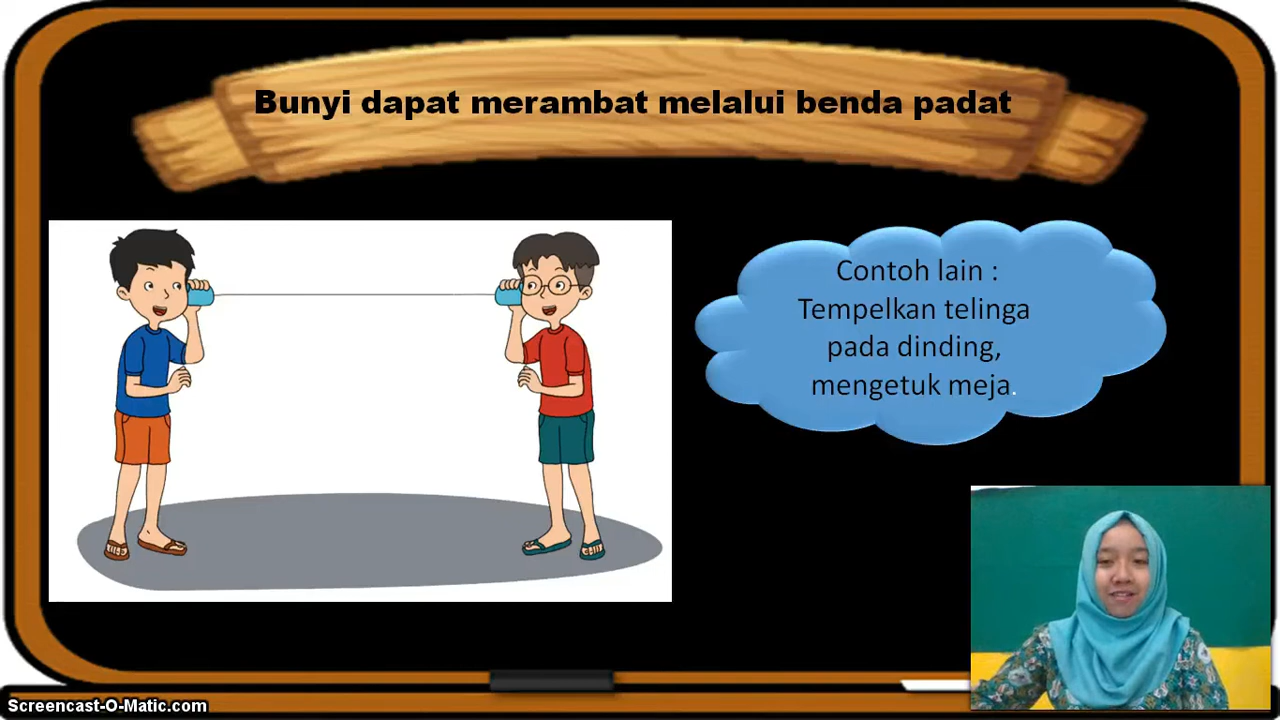 Bunyi dapat merambat melalui benda padat
Contoh lain :
Tempelkan telinga
pada dinding,
mengetuk meja.
Screencast-O-Matic.com